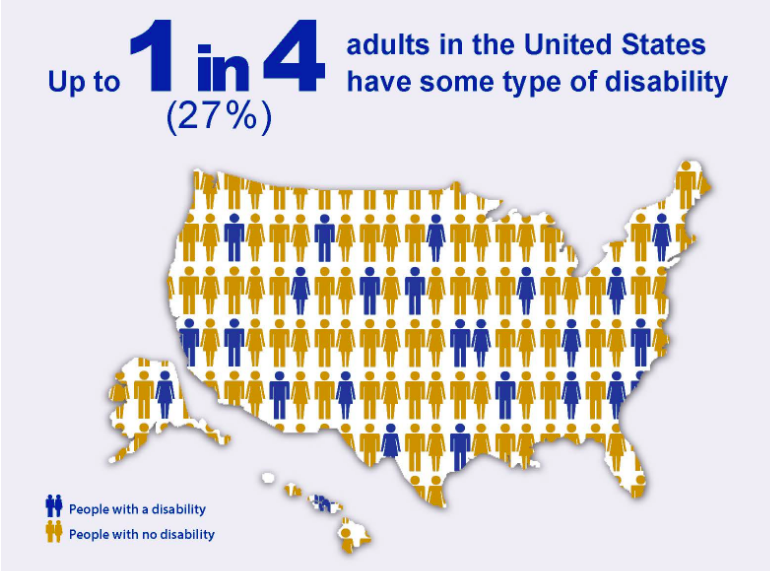 Up to 1 in 4 adults in the United States
have some type of disability
(27%)
People with a disability
People with no disability